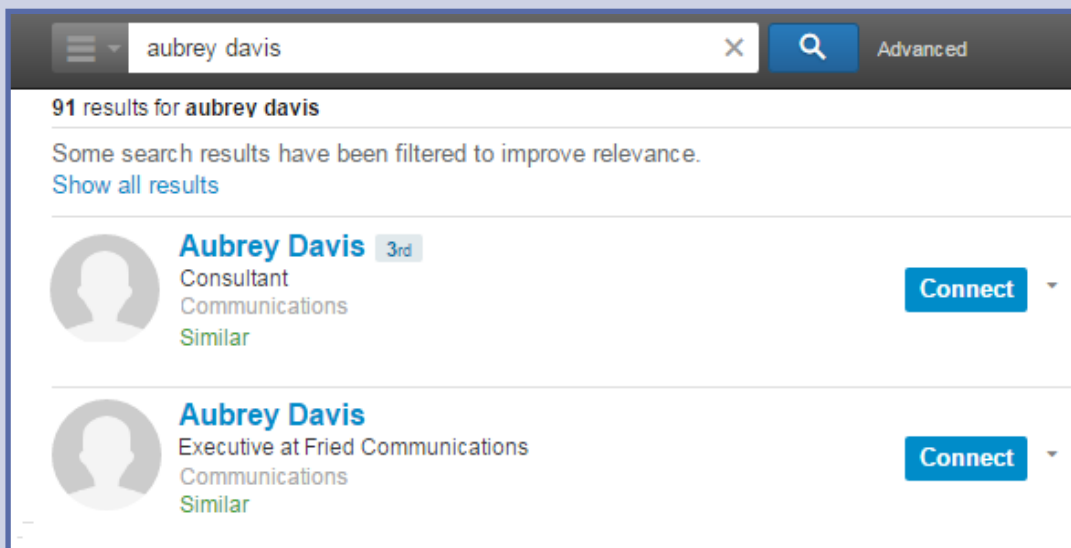 aubrey davis × Advanced
91 results for aubrey davis
Some search results have been filtered to improve relevance.
Show all results
Aubrey Davis 3rd
Consultant
Communications
Similar
Connect
Aubrey Davis
Executive at Fried Communications
Communications
Similar
Connect